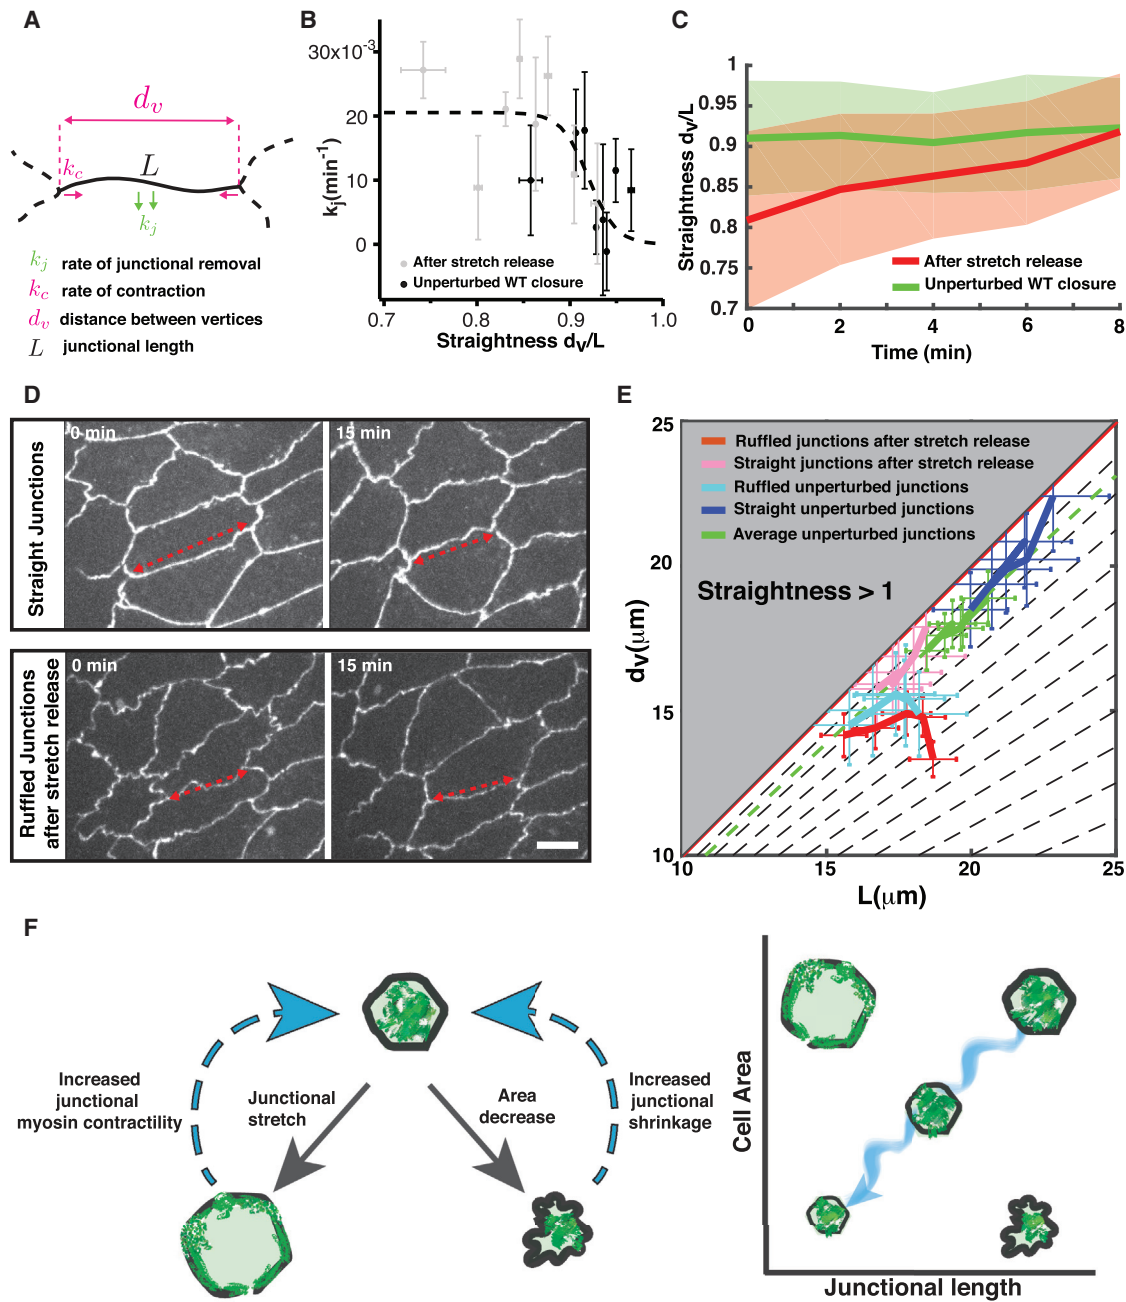 A
d_v
L
k_c
k_j
k_j rate of junctional removal
k_c rate of contraction
d_v distance between vertices
L junctional length
B
30x10⁻³
20
10
0
k_j(min⁻¹)
After stretch release
Unperturbed WT closure
0.7 0.8 0.9 1.0
Straightness d_v/L
C
1
0.95
0.9
0.85
0.8
0.75
0.7
Straightness d_v/L
After stretch release
Unperturbed WT closure
0 2 4 6 8
Time (min)
D
Straight Junctions
0 min
15 min
Ruffled Junctions
after stretch release
0 min
15 min
E
25
20
15
10
d_v(μm)
Ruffled junctions after stretch release
Straight junctions after stretch release
Ruffled unperturbed junctions
Straight unperturbed junctions
Average unperturbed junctions
Straightness > 1
10 15 20 25
L(μm)
F
Increased
junctional
myosin contractility
Junctional
stretch
Area
decrease
Increased
junctional
shrinkage
Cell Area
Junctional length